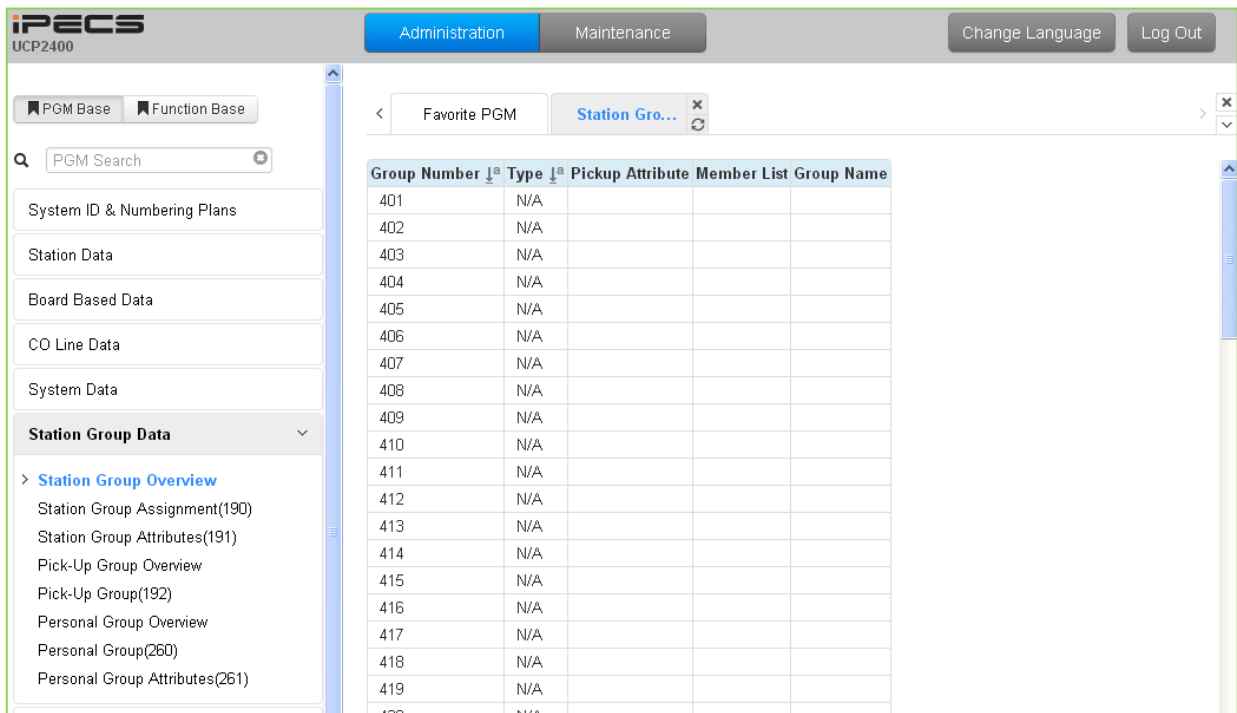 iPECS
UCP2400
Administration
Maintenance
Change Language
Log Out
PGM Base
Function Base
PGM Search
System ID & Numbering Plans
Station Data
Board Based Data
CO Line Data
System Data
Station Group Data
Station Group Overview
Station Group Assignment(190)
Station Group Attributes(191)
Pick-Up Group Overview
Pick-Up Group(192)
Personal Group Overview
Personal Group(260)
Personal Group Attributes(261)
Favorite PGM
Station Gro...
Group Number Type Pickup Attribute Member List Group Name
401 N/A
402 N/A
403 N/A
404 N/A
405 N/A
406 N/A
407 N/A
408 N/A
409 N/A
410 N/A
411 N/A
412 N/A
413 N/A
414 N/A
415 N/A
416 N/A
417 N/A
418 N/A
419 N/A